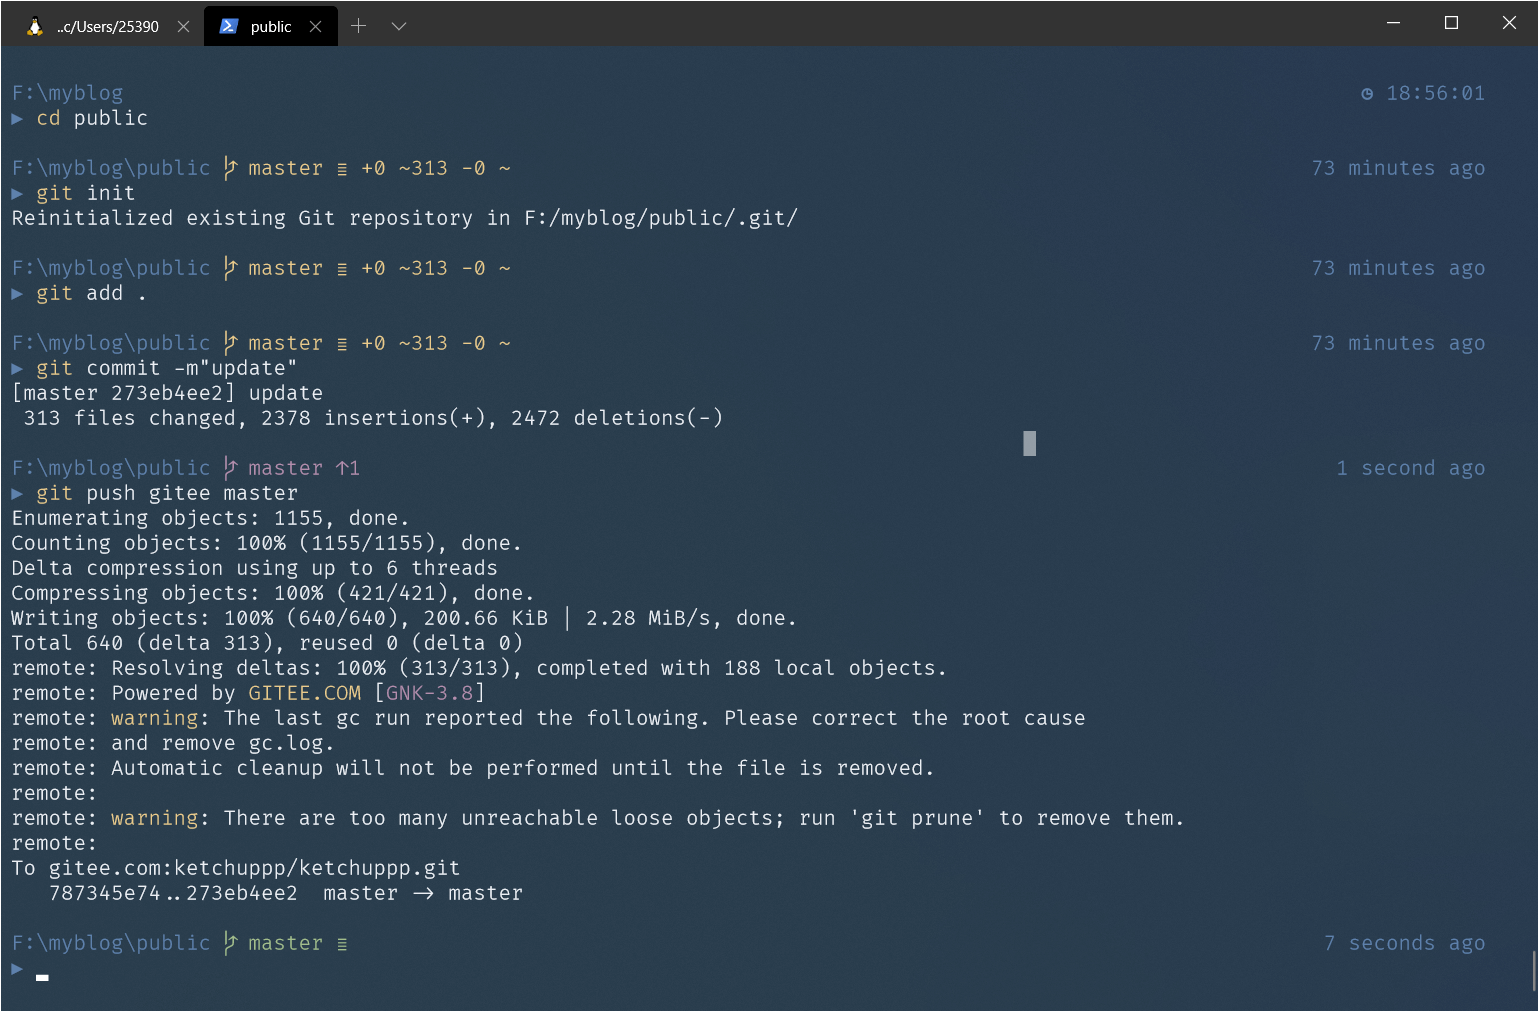 ..c/Users/25390
public
F:\myblog 18:56:01
▶ cd public
F:\myblog\public master ≡ +0 ~313 -0 ~ 73 minutes ago
▶ git init
Reinitialized existing Git repository in F:/myblog/public/.git/
F:\myblog\public master ≡ +0 ~313 -0 ~ 73 minutes ago
▶ git add .
F:\myblog\public master ≡ +0 ~313 -0 ~ 73 minutes ago
▶ git commit -m"update"
[master 273eb4ee2] update
313 files changed, 2378 insertions(+), 2472 deletions(-)
F:\myblog\public master ↑1 1 second ago
▶ git push gitee master
Enumerating objects: 1155, done.
Counting objects: 100% (1155/1155), done.
Delta compression using up to 6 threads
Compressing objects: 100% (421/421), done.
Writing objects: 100% (640/640), 200.66 KiB | 2.28 MiB/s, done.
Total 640 (delta 313), reused 0 (delta 0)
remote: Resolving deltas: 100% (313/313), completed with 188 local objects.
remote: Powered by GITEE.COM [GNK-3.8]
remote: warning: The last gc run reported the following. Please correct the root cause
remote: and remove gc.log.
remote: Automatic cleanup will not be performed until the file is removed.
remote:
remote: warning: There are too many unreachable loose objects; run 'git prune' to remove them.
remote:
To gitee.com:ketchuppp/ketchuppp.git
787345e74..273eb4ee2 master -> master
F:\myblog\public master ≡ 7 seconds ago
▶